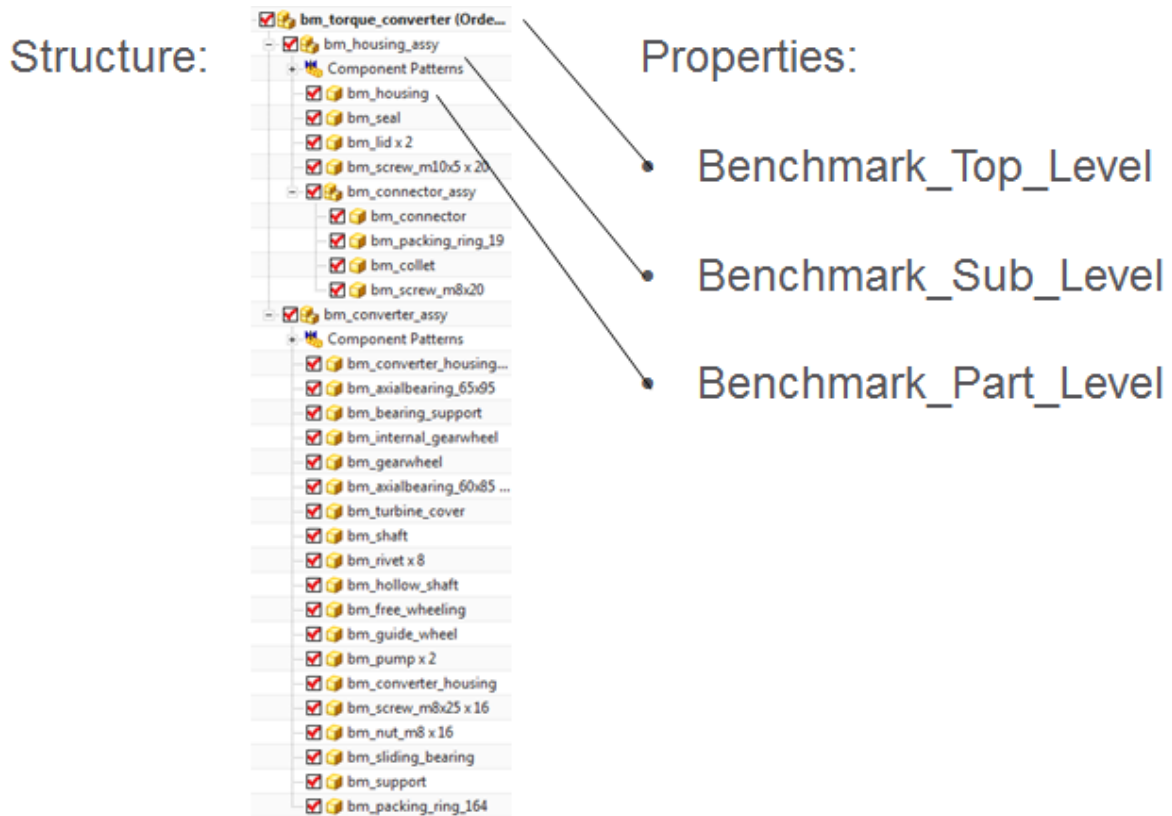 Structure:
bm_torque_converter (Orde...
bm_housing_assy
Component Patterns
bm_housing
bm_seal
bm_lid x 2
bm_screw_m10x5 x 20
bm_connector_assy
bm_connector
bm_packing_ring_19
bm_collet
bm_screw_m8x20
bm_converter_assy
Component Patterns
bm_converter_housing...
bm_axialbearing_65x95
bm_bearing_support
bm_internal_gearwheel
bm_gearwheel
bm_axialbearing_60x85 ...
bm_turbine_cover
bm_shaft
bm_rivet x 8
bm_hollow_shaft
bm_free_wheeling
bm_guide_wheel
bm_pump x 2
bm_converter_housing
bm_screw_m8x25 x 16
bm_nut_m8 x 16
bm_sliding_bearing
bm_support
bm_packing_ring_164
Properties:
Benchmark_Top_Level
Benchmark_Sub_Level
Benchmark_Part_Level